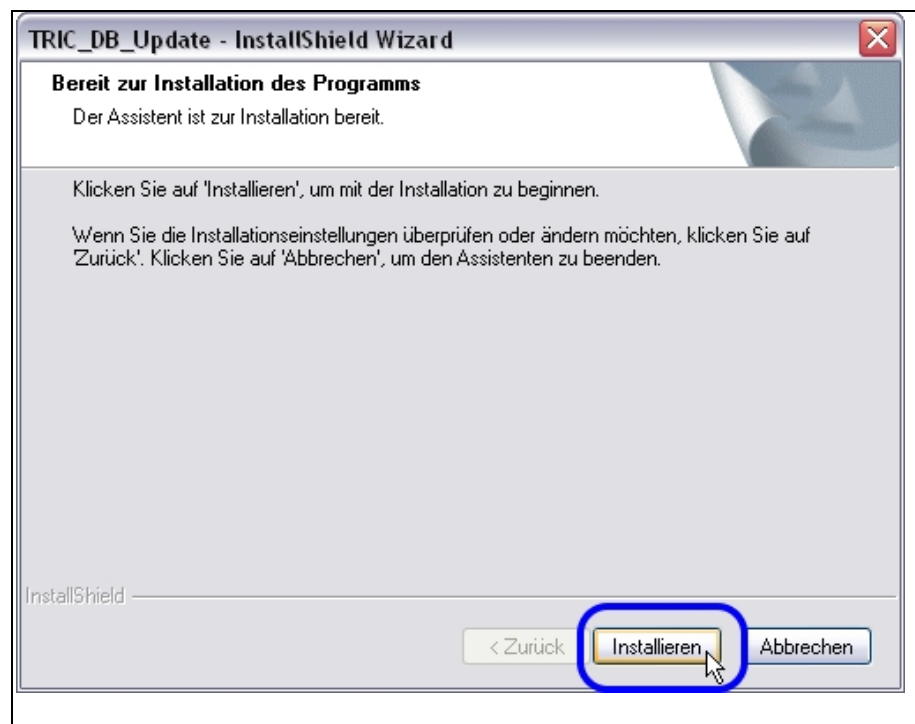 TRIC_DB_Update - InstallShield Wizard
Bereit zur Installation des Programms
Der Assistent ist zur Installation bereit.
Klicken Sie auf 'Installieren', um mit der Installation zu beginnen.
Wenn Sie die Installationseinstellungen überprüfen oder ändern möchten, klicken Sie auf
'Zurück'. Klicken Sie auf 'Abbrechen', um den Assistenten zu beenden.
InstallShield
< Zurück Installieren Abbrechen